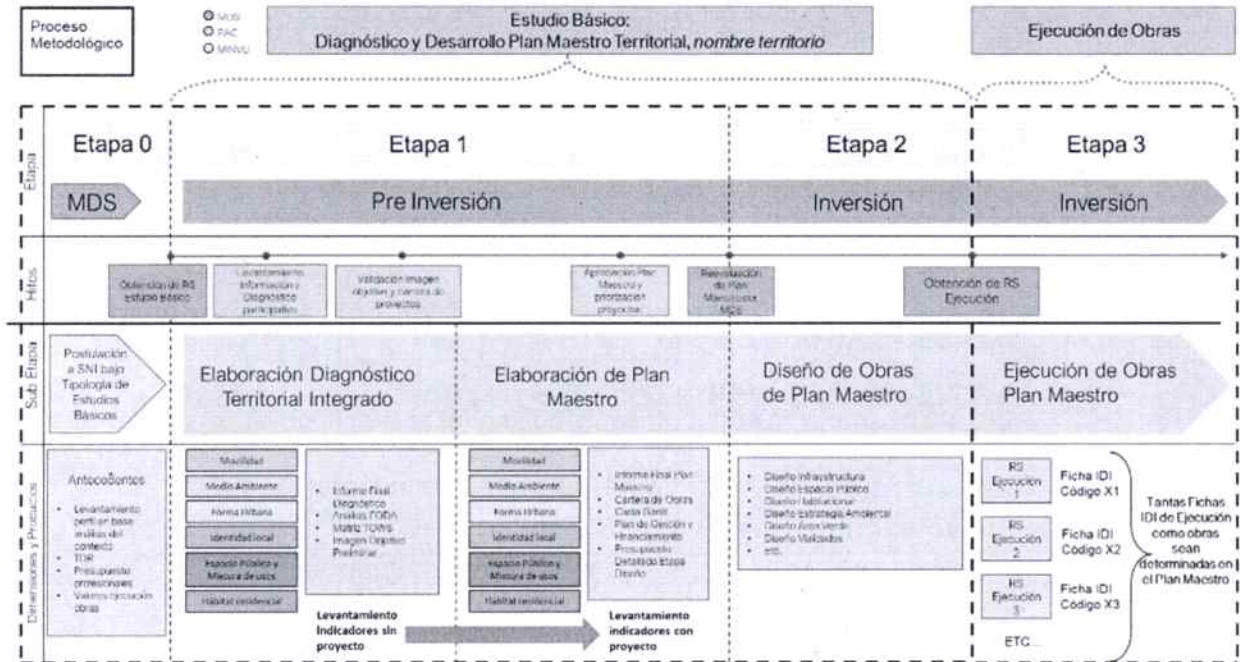 Proceso
Metodológico
MDS
PAC
MINVU
Estudio Básico:
Diagnóstico y Desarrollo Plan Maestro Territorial, nombre territorio
Ejecución de Obras
Etapa
Etapa 0
Etapa 1
Etapa 2
Etapa 3
MDS
Pre Inversión
Inversión
Inversión
Hitos
Obtención de RS
Estudio Básico
Levantamiento
Información y
Diagnóstico
participativo
Validación Imagen
objetivo y cartera de
proyectos
Aprobación Plan
Maestro y
priorización
proyectos
Reevaluación
de Plan
Maestro
MDS
Obtención de RS
Ejecución
Sub Etapa
Postulación
a SNI bajo
Tipología de
Estudios
Básicos
Elaboración Diagnóstico
Territorial Integrado
Elaboración de Plan
Maestro
Diseño de Obras
de Plan Maestro
Ejecución de Obras
Plan Maestro
Dimensiones y Productos
Antecedentes
• Levantamiento
perfil en base
análisis del
contexto
• TDR
• Presupuesto
profesionales
• Valores ejecución
obras
Movilidad
Medio Ambiente
Forma Urbana
Identidad local
Espacio Público y
Mixtura de usos
Hábitat residencial
• Informe Final
Diagnóstico
• Análisis FODA
• Matriz TOWS
• Imagen Objetivo
Preliminar
Levantamiento
Indicadores sin
proyecto
Movilidad
Medio Ambiente
Forma Urbana
Identidad local
Espacio Público y
Mixtura de usos
Hábitat residencial
• Informe Final Plan
Maestro
• Cartera de Obras
• Carta Gantt
• Plan de Gestión y
Financiamiento
• Presupuesto
Detallado Etapa
Diseño
Levantamiento
indicadores con
proyecto
• Diseño Infraestructura
• Diseño Espacio Público
• Diseño Habitacional
• Diseño Estrategia Ambiental
• Diseño Área Verde
• Diseño Vialidades
• Etc.
RS
Ejecución
1
Ficha IDI
Código X1
RS
Ejecución
2
Ficha IDI
Código X2
RS
Ejecución
3
Ficha IDI
Código X3
ETC...
Tantas Fichas
IDI de Ejecución
como obras
sean
determinadas en
el Plan Maestro